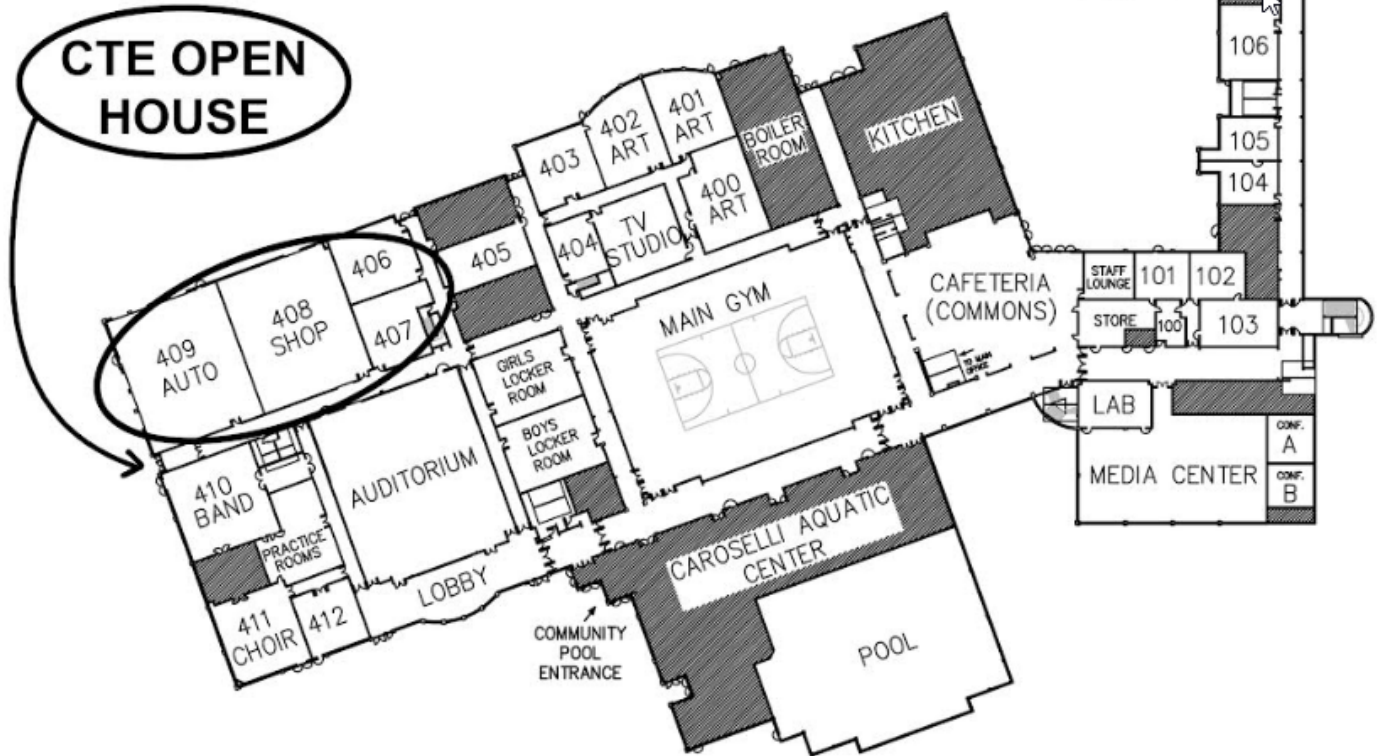 CTE OPEN
HOUSE
106
105
104
401
ART
402
ART
403
BOILER
ROOM
KITCHEN
400
ART
TV
STUDIO
404
405
406
407
408
SHOP
409
AUTO
MAIN GYM
CAFETERIA
(COMMONS)
STAFF
LOUNGE
101
102
STORE
100
103
TO MAIN
OFFICE
GIRLS
LOCKER
ROOM
BOYS
LOCKER
ROOM
LAB
CONF.
A
MEDIA CENTER
CONF.
B
AUDITORIUM
410
BAND
PRACTICE
ROOMS
LOBBY
411
CHOIR
412
CAROSELLI AQUATIC
CENTER
COMMUNITY
POOL
ENTRANCE
POOL